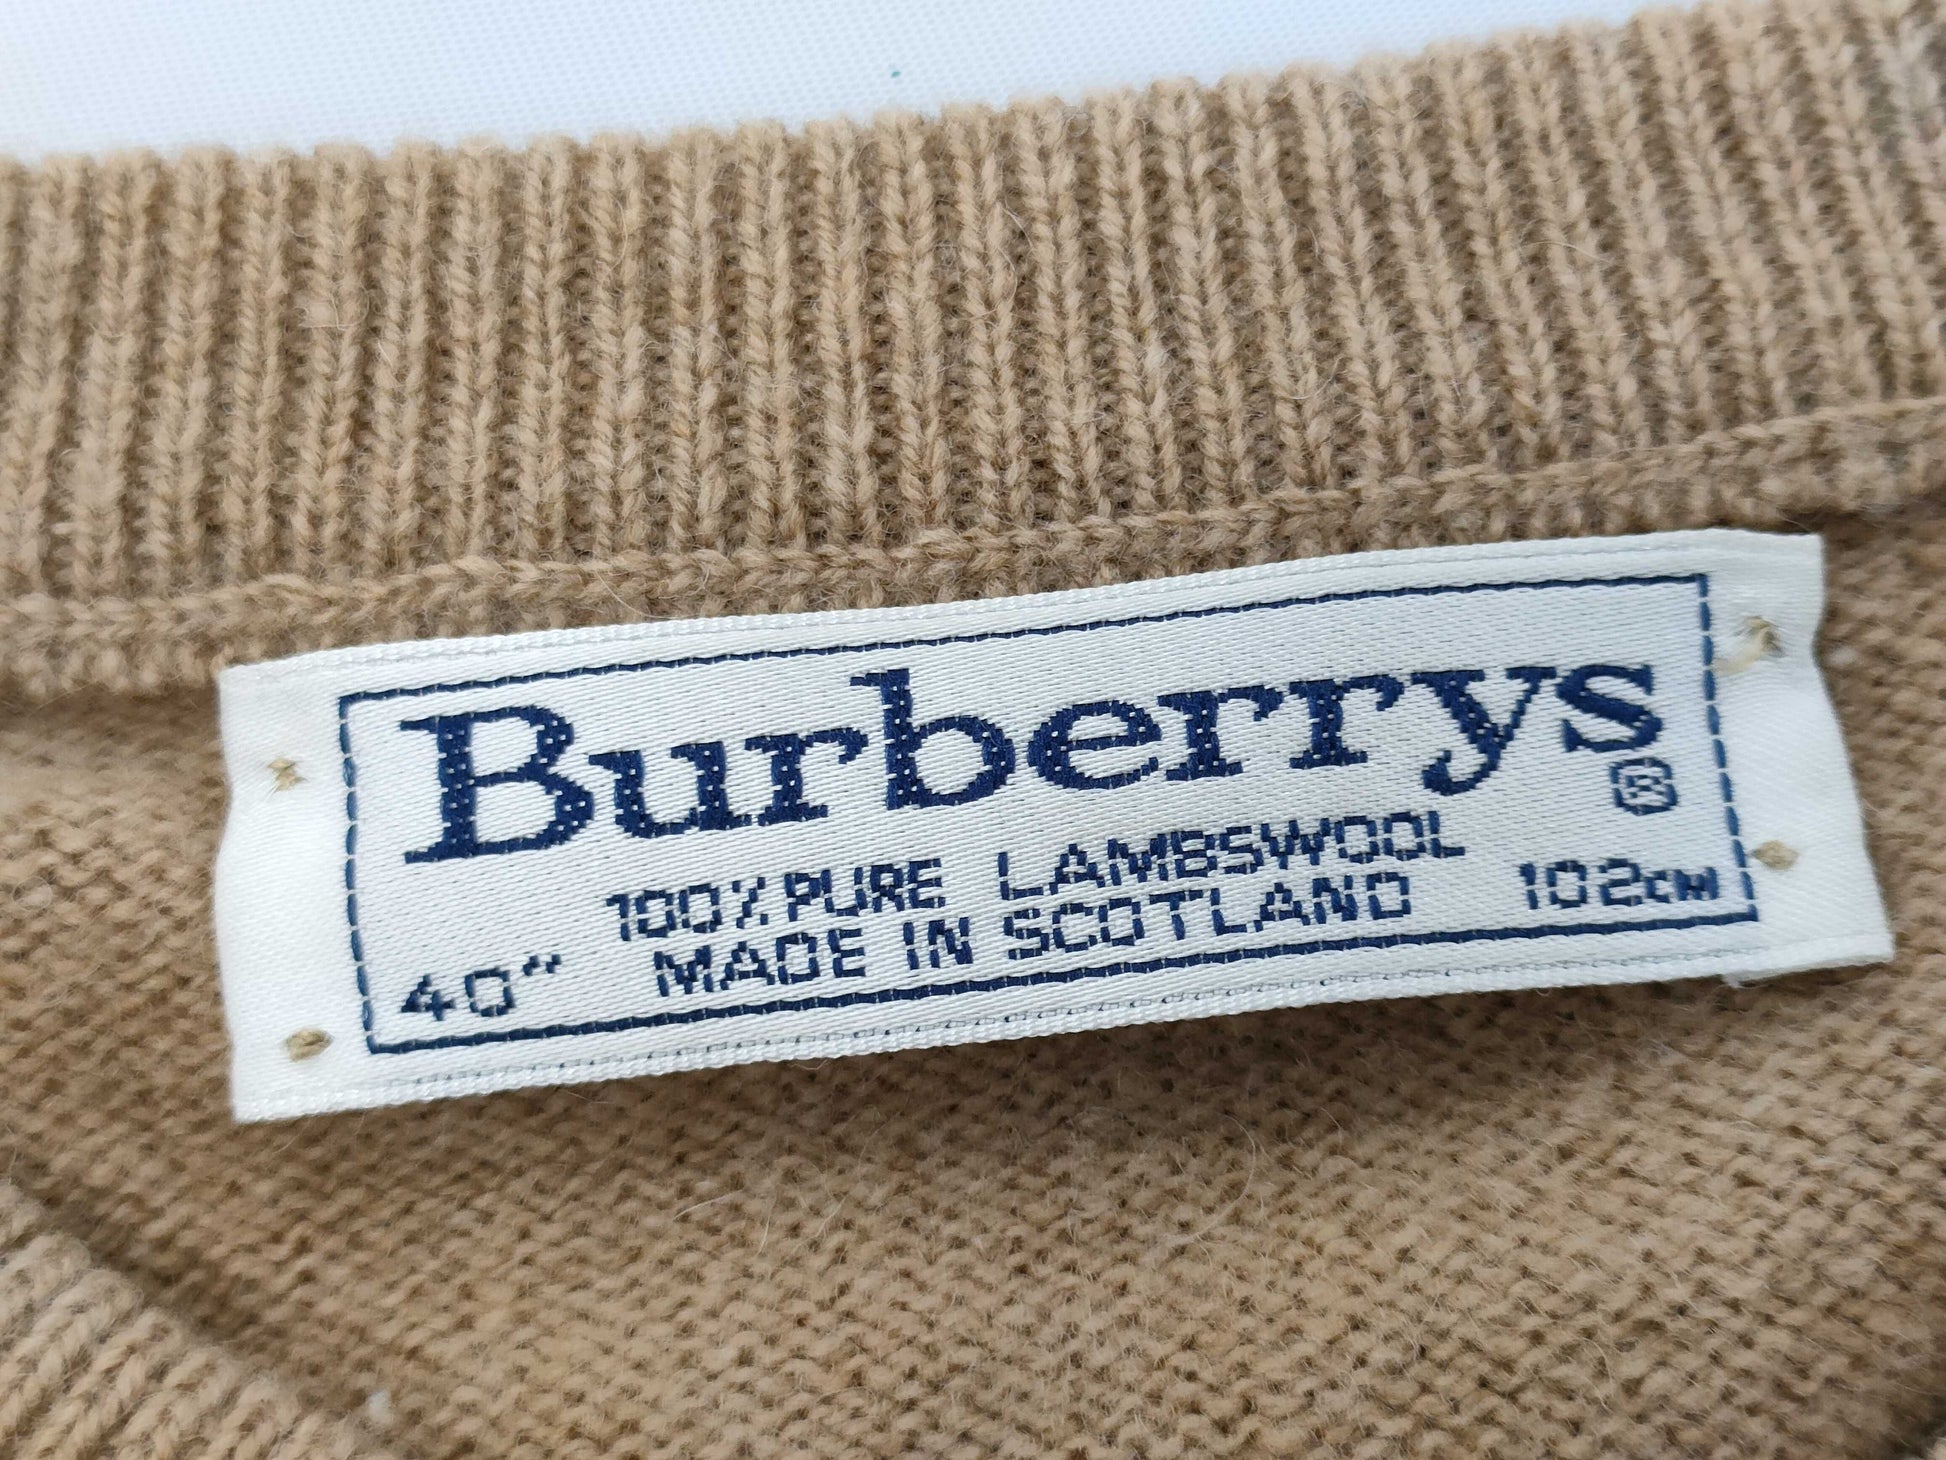 Burberrys ®
100% PURE LAMBSWOOL
40" MADE IN SCOTLAND 102CM